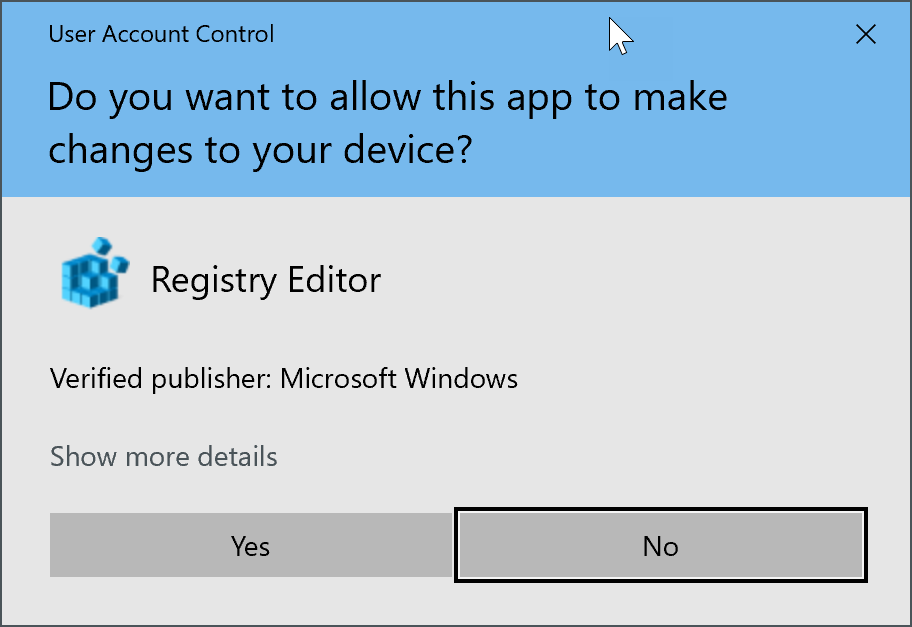 User Account Control
Do you want to allow this app to make
changes to your device?
Registry Editor
Verified publisher: Microsoft Windows
Show more details
Yes
No